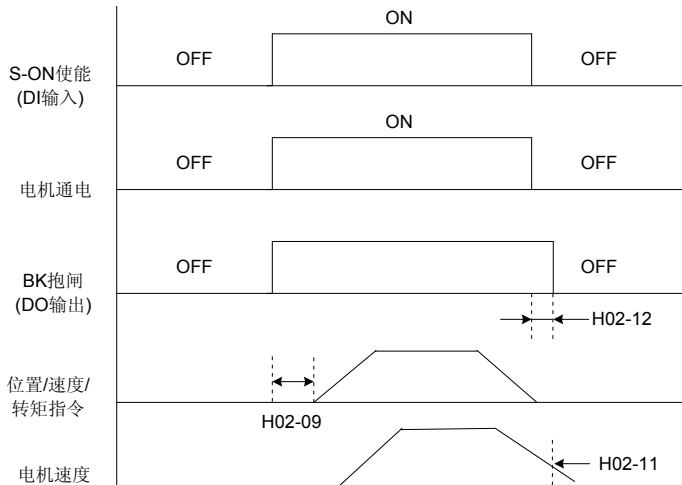 ON
S-ON使能
(DI输入)
OFF
OFF
ON
电机通电
OFF
OFF
BK抱闸
(DO输出)
OFF
OFF
H02-12
位置/速度/
转矩指令
H02-09
电机速度
H02-11